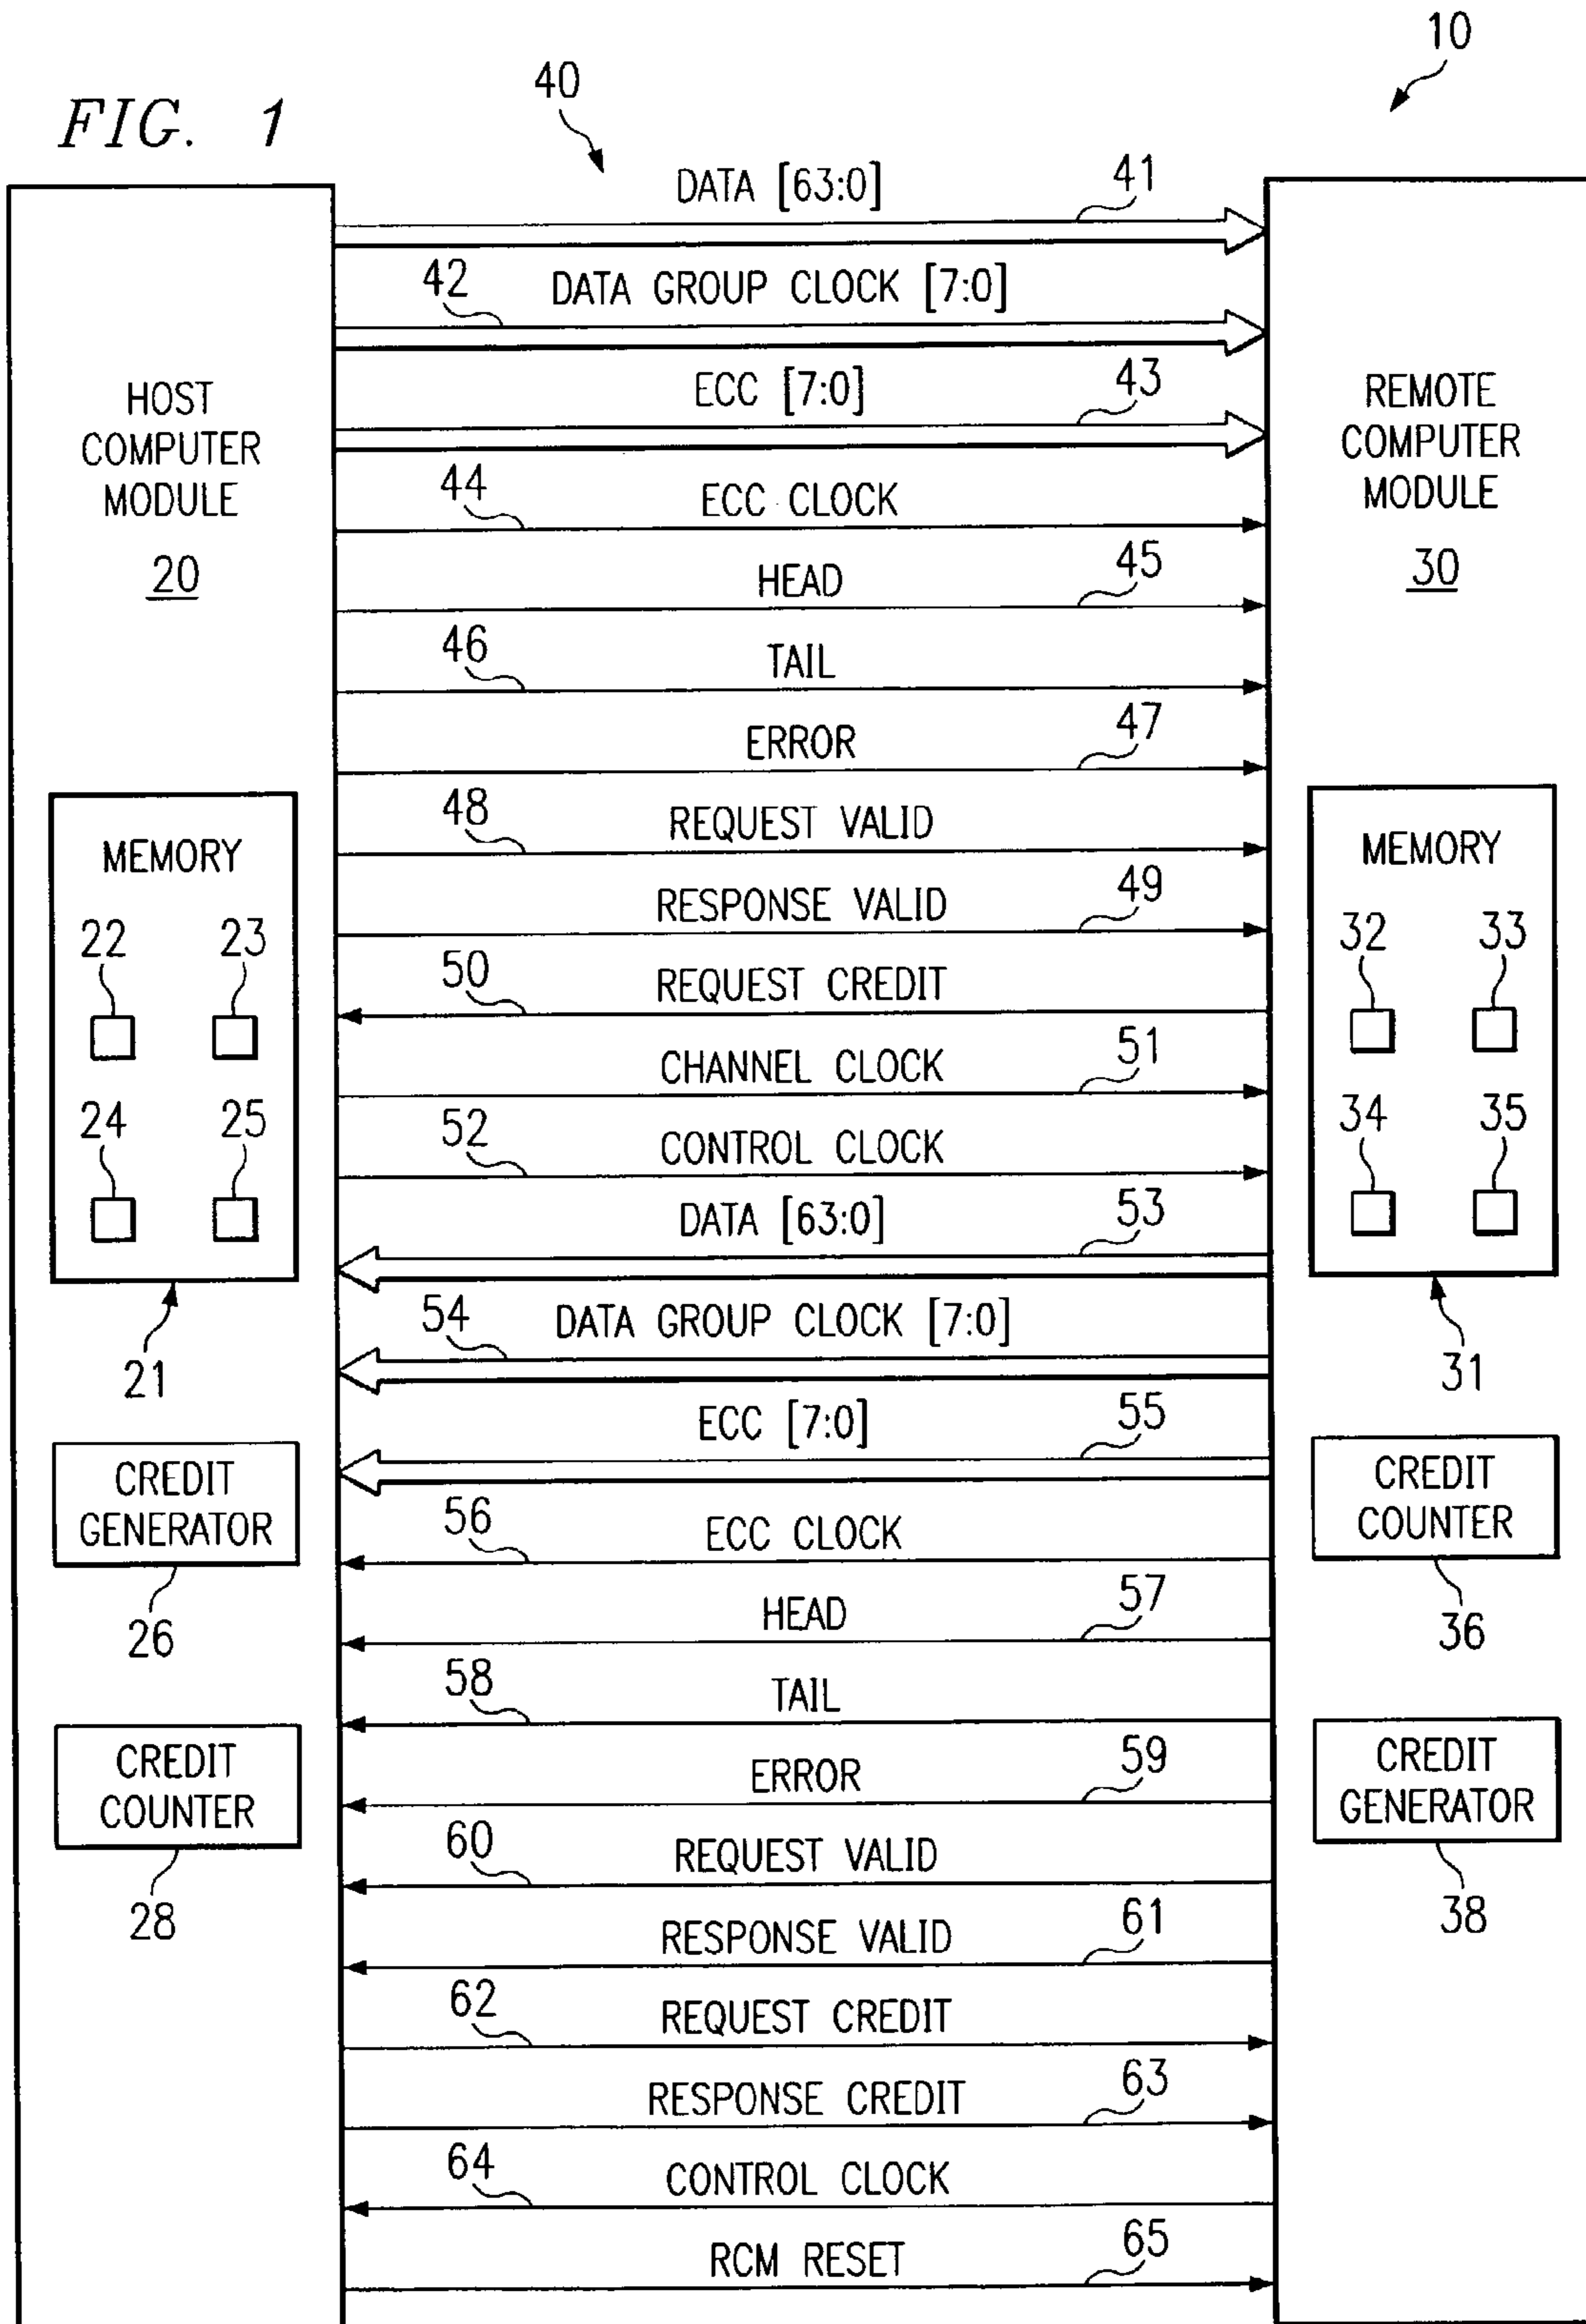 FIG. 1
10
40
DATA [63:0]
41
42
DATA GROUP CLOCK [7:0]
ECC [7:0]
43
44
ECC CLOCK
HEAD
45
46
TAIL
ERROR
47
48
REQUEST VALID
RESPONSE VALID
49
50
REQUEST CREDIT
CHANNEL CLOCK
51
52
CONTROL CLOCK
DATA [63:0]
53
54
DATA GROUP CLOCK [7:0]
ECC [7:0]
55
56
ECC CLOCK
HEAD
57
58
TAIL
ERROR
59
60
REQUEST VALID
RESPONSE VALID
61
62
REQUEST CREDIT
RESPONSE CREDIT
63
64
CONTROL CLOCK
RCM RESET
65
HOST
COMPUTER
MODULE
20
MEMORY
22
23
24
25
21
CREDIT
GENERATOR
26
CREDIT
COUNTER
28
REMOTE
COMPUTER
MODULE
30
MEMORY
32
33
34
35
31
CREDIT
COUNTER
36
CREDIT
GENERATOR
38